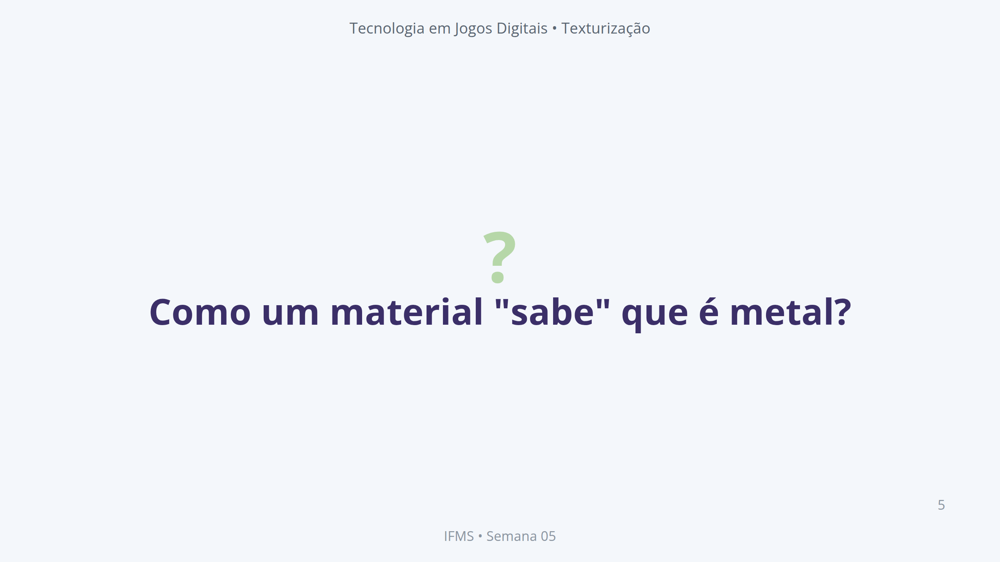 Tecnologia em Jogos Digitais • Texturização
?
Como um material "sabe" que é metal?
5
IFMS • Semana 05